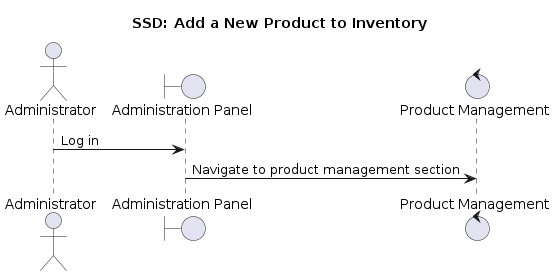 SSD: Add a New Product to Inventory
Administrator
Administration Panel
Product Management
Log in
Navigate to product management section
Administrator
Administration Panel
Product Management